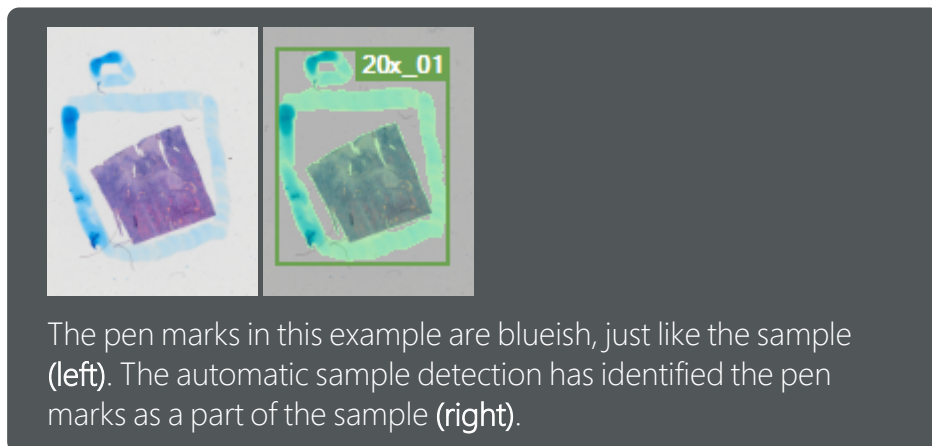 20x_01
The pen marks in this example are blueish, just like the sample
(left). The automatic sample detection has identified the pen
marks as a part of the sample (right).